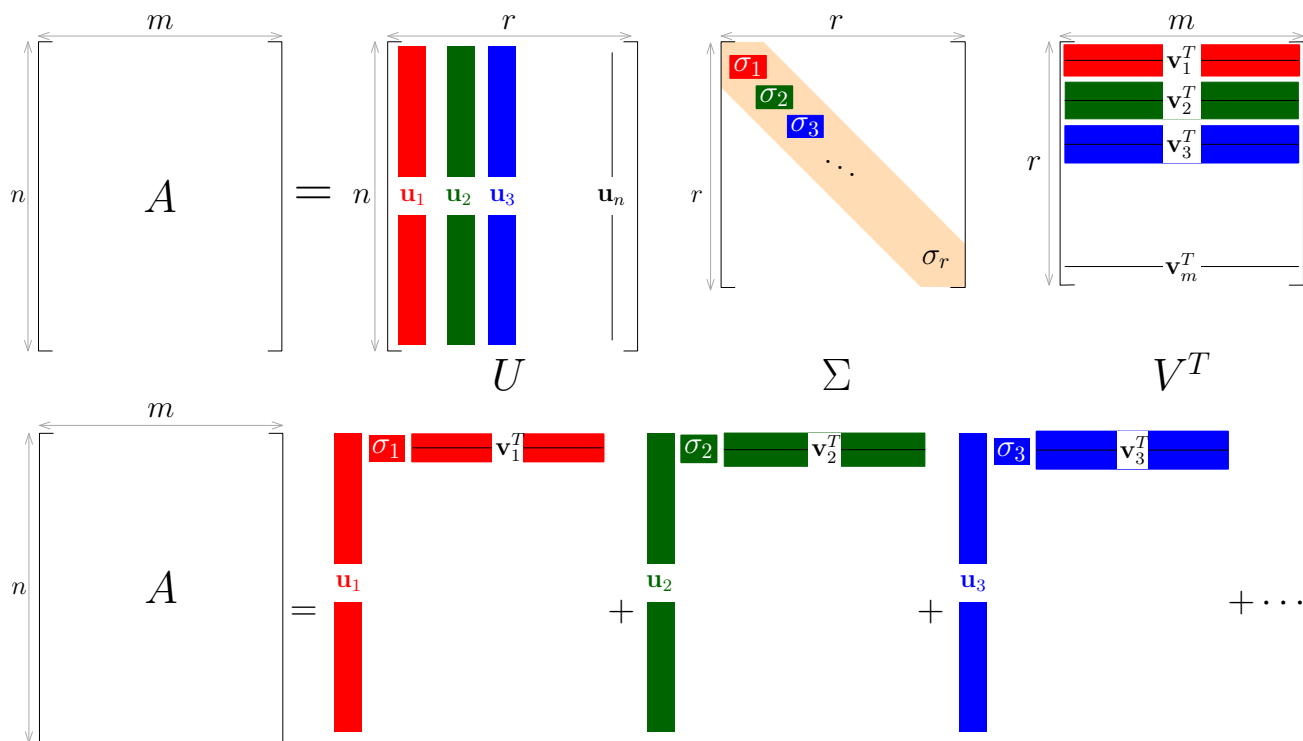 m r r m
n A = n u₁ u₂ u₃ uₙ r σ₁ σ₂ σ₃ ⋱ σᵣ r v₁ᵀ v₂ᵀ v₃ᵀ vₘᵀ
U Σ Vᵀ
m
n A = u₁ σ₁ v₁ᵀ + u₂ σ₂ v₂ᵀ + u₃ σ₃ v₃ᵀ + ⋯